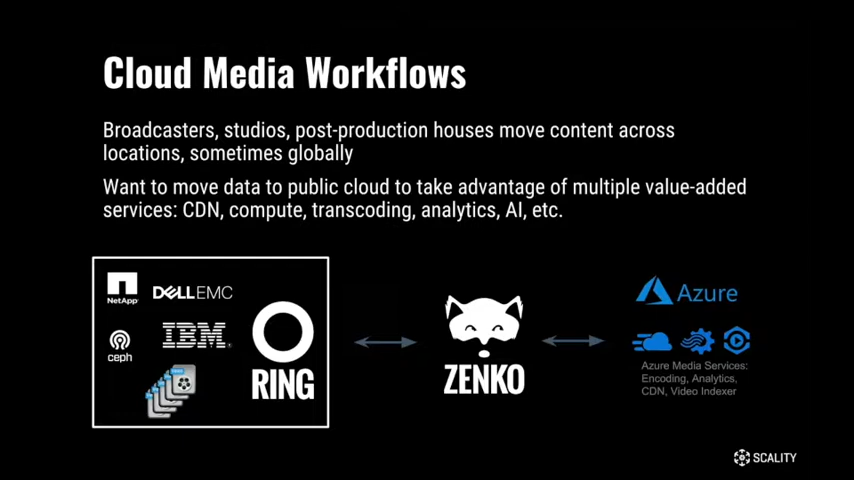 Cloud Media Workflows
Broadcasters, studios, post-production houses move content across
locations, sometimes globally
Want to move data to public cloud to take advantage of multiple value-added
services: CDN, compute, transcoding, analytics, AI, etc.
NetApp
DELL EMC
IBM
ceph
RING
ZENKO
Azure
Azure Media Services:
Encoding, Analytics,
CDN, Video Indexer
SCALITY